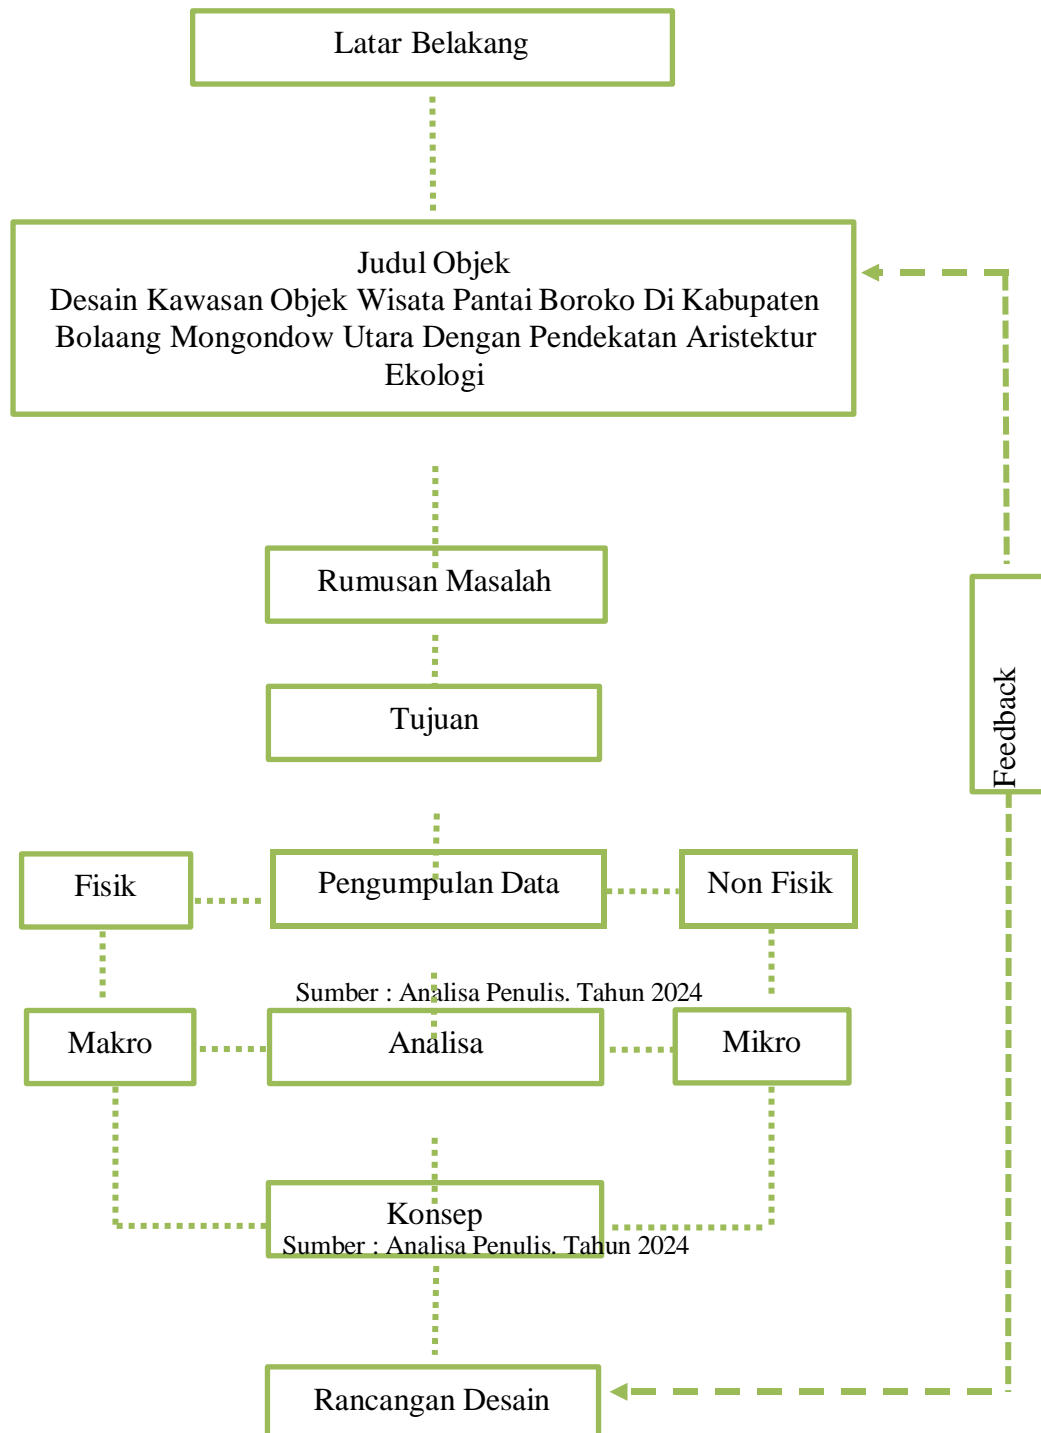 Latar Belakang
Judul Objek
Desain Kawasan Objek Wisata Pantai Boroko Di Kabupaten
Bolaang Mongondow Utara Dengan Pendekatan Aristektur
Ekologi
Rumusan Masalah
Feedback
Tujuan
Fisik
Pengumpulan Data
Non Fisik
Sumber : Analisa Penulis. Tahun 2024
Makro
Analisa
Mikro
Konsep
Sumber : Analisa Penulis. Tahun 2024
Rancangan Desain